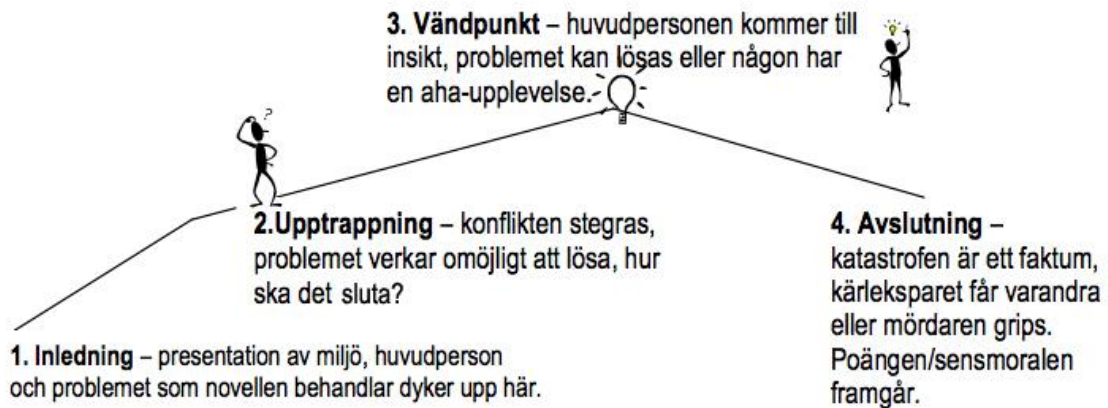 3. Vändpunkt – huvudpersonen kommer till
insikt, problemet kan lösas eller någon har
en aha-upplevelse.
?
2.Upptrappning – konflikten stegras,
problemet verkar omöjligt att lösa, hur
ska det sluta?
4. Avslutning –
katastrofen är ett faktum,
kärleksparet får varandra
eller mördaren grips.
Poängen/sensmoralen
framgår.
1. Inledning – presentation av miljö, huvudperson
och problemet som novellen behandlar dyker upp här.